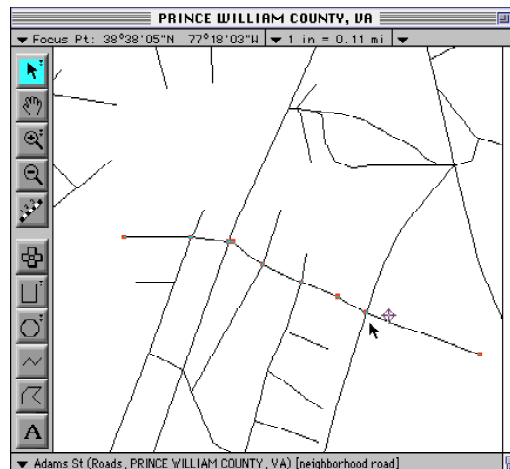 PRINCE WILLIAM COUNTY, VA
Focus Pt: 38°38'05"N 77°18'03"W 1 in = 0.11 mi
A
Adams St (Roads, PRINCE WILLIAM COUNTY, VA) [neighborhood road]